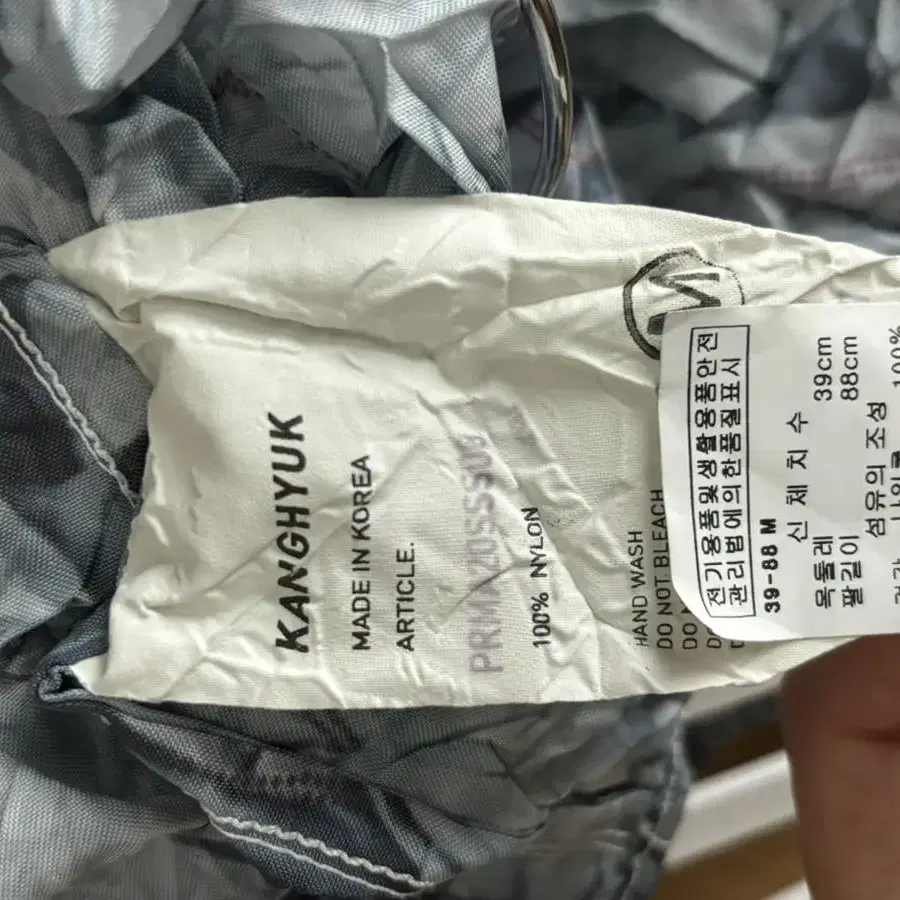 KANGHYUK
MADE IN KOREA
ARTICLE.
100% NYLON
HAND WASH
DO NOT BLEACH
M
전기용품및생활용품안전
관리법에의한품질표시
39-88 M
신 체 치 수
목둘레 39cm
팔길이 88cm
섬유의 조성
100%